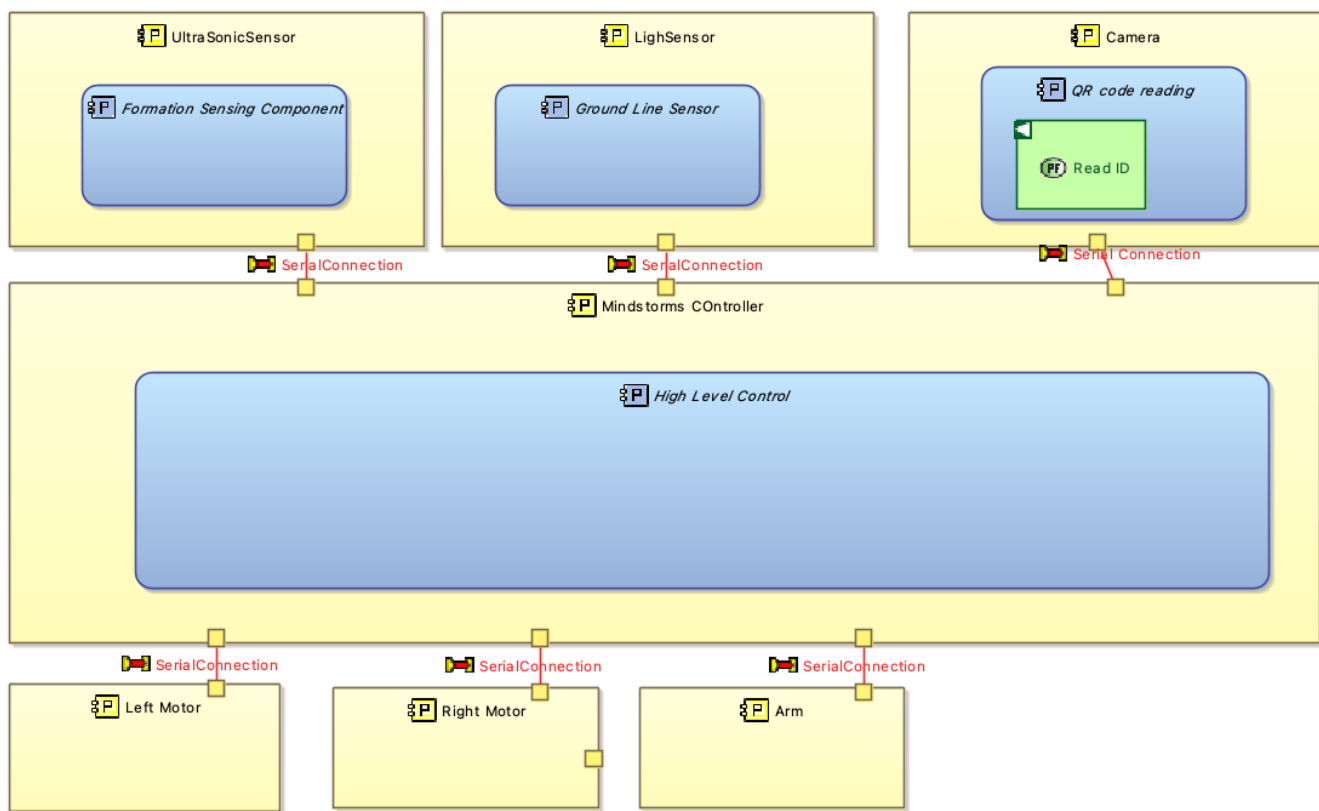 UltraSonicSensor
LighSensor
Camera
Formation Sensing Component
Ground Line Sensor
QR code reading
Read ID
SerialConnection
SerialConnection
Serial Connection
Mindstorms COntroller
High Level Control
SerialConnection
SerialConnection
SerialConnection
Left Motor
Right Motor
Arm